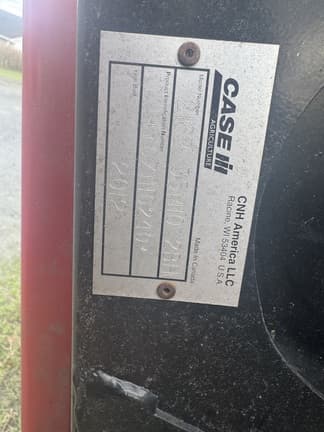 CASE IH
AGRICULTURE
CNH America LLC
Racine, WI 53404 U.S.A.
Made in Canada
Model Number
Product Identification Number
Year Built
2012